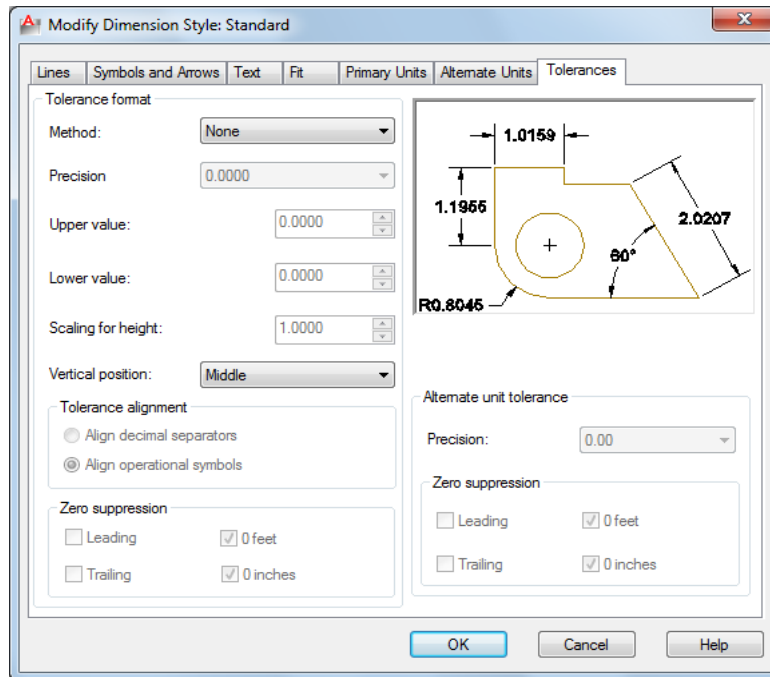 Modify Dimension Style: Standard
Lines
Symbols and Arrows
Text
Fit
Primary Units
Alternate Units
Tolerances
Tolerance format
Method:
None
Precision
0.0000
Upper value:
0.0000
Lower value:
0.0000
Scaling for height:
1.0000
Vertical position:
Middle
Tolerance alignment
Align decimal separators
Align operational symbols
Zero suppression
Leading
0 feet
Trailing
0 inches
1.0159
1.1955
2.0207
60°
R0.8045
Alternate unit tolerance
Precision:
0.00
Zero suppression
Leading
0 feet
Trailing
0 inches
OK
Cancel
Help